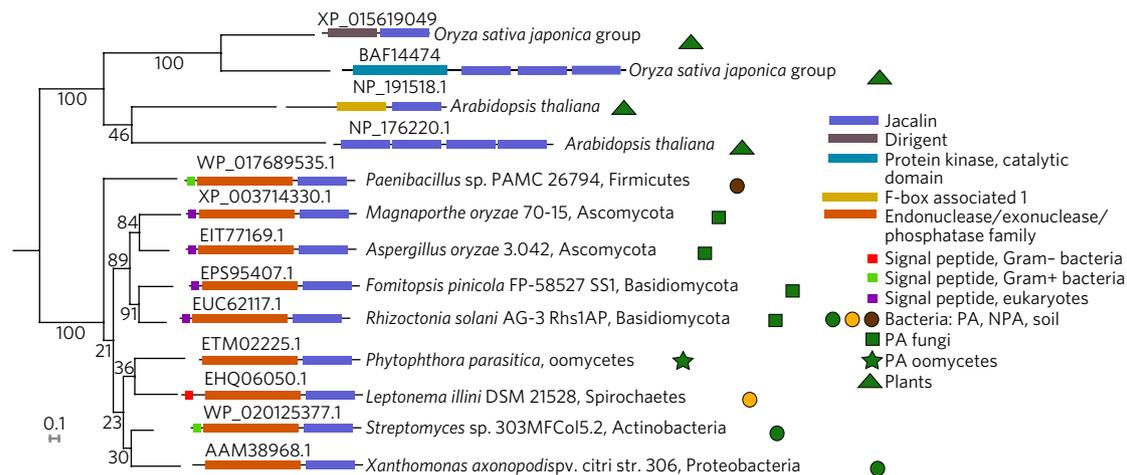 XP_015619049
Oryza sativa japonica group
100
BAF14474
Oryza sativa japonica group
100
NP_191518.1
Arabidopsis thaliana
46
NP_176220.1
Arabidopsis thaliana
WP_017689535.1
Paenibacillus sp. PAMC 26794, Firmicutes
XP_003714330.1
84
Magnaporthe oryzae 70-15, Ascomycota
EIT77169.1
89
Aspergillus oryzae 3.042, Ascomycota
EPS95407.1
Fomitopsis pinicola FP-58527 SS1, Basidiomycota
91
EUC62117.1
Rhizoctonia solani AG-3 Rhs1AP, Basidiomycota
100
21
ETM02225.1
Phytophthora parasitica, oomycetes
36
EHQ06050.1
Leptonema illini DSM 21528, Spirochaetes
23
WP_020125377.1
Streptomyces sp. 303MFCol5.2, Actinobacteria
0.1
30
AAM38968.1
Xanthomonas axonopodispv. citri str. 306, Proteobacteria
Jacalin
Dirigent
Protein kinase, catalytic
domain
F-box associated 1
Endonuclease/exonuclease/
phosphatase family
Signal peptide, Gram– bacteria
Signal peptide, Gram+ bacteria
Signal peptide, eukaryotes
Bacteria: PA, NPA, soil
PA fungi
PA oomycetes
Plants